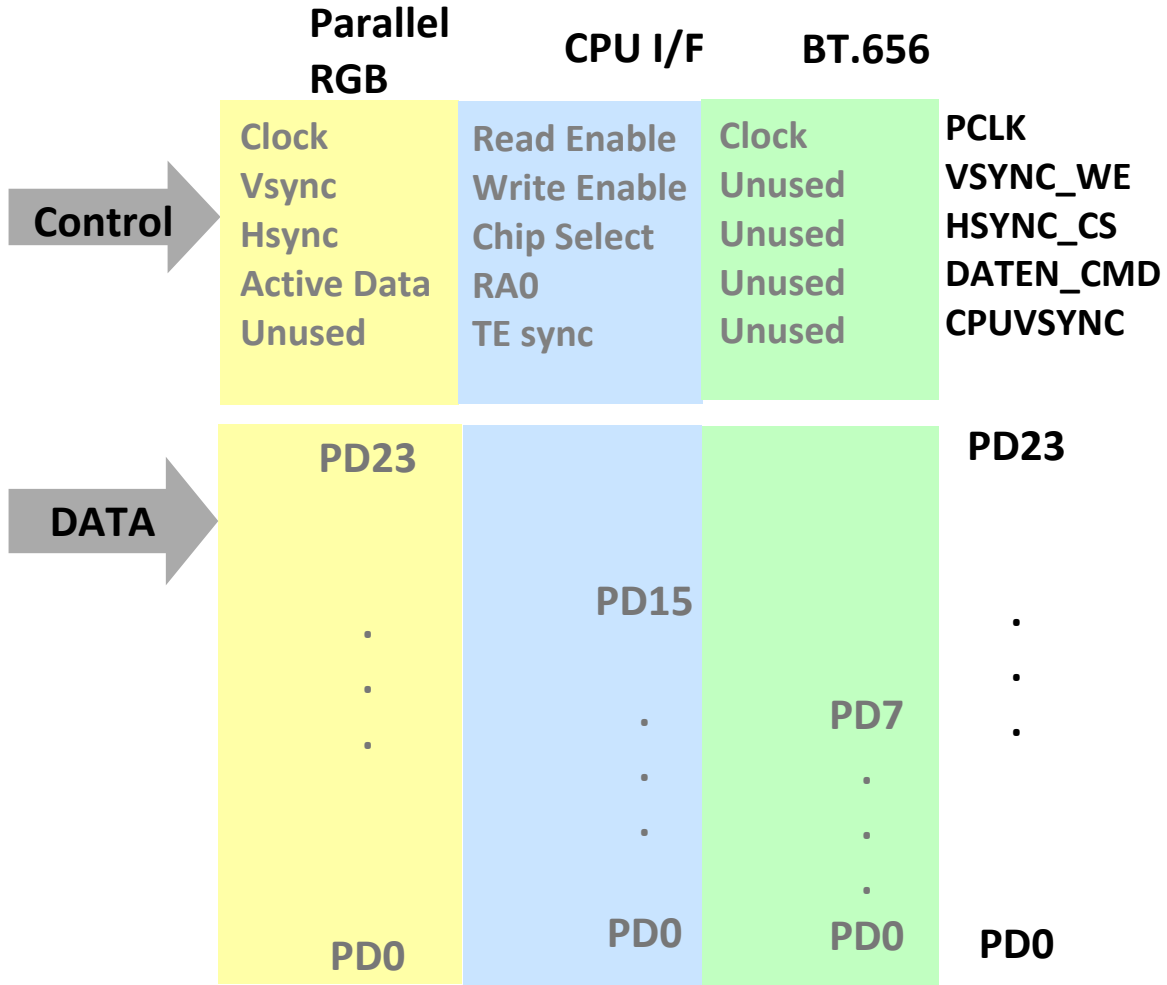 Parallel
RGB
CPU I/F
BT.656
Control
Clock
Vsync
Hsync
Active Data
Unused
Read Enable
Write Enable
Chip Select
RA0
TE sync
Clock
Unused
Unused
Unused
Unused
PCLK
VSYNC_WE
HSYNC_CS
DATEN_CMD
CPUVSYNC
DATA
PD23
.
.
.
PD0
PD15
.
.
.
PD0
PD7
.
.
.
PD0
PD23
.
.
.
PD0